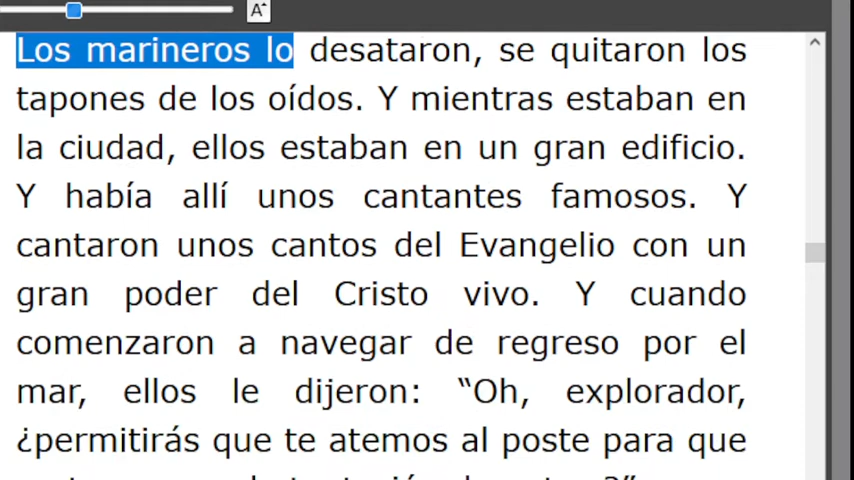 A
Los marineros lo desataron, se quitaron los
tapones de los oídos. Y mientras estaban en
la ciudad, ellos estaban en un gran edificio.
Y había allí unos cantantes famosos. Y
cantaron unos cantos del Evangelio con un
gran poder del Cristo vivo. Y cuando
comenzaron a navegar de regreso por el
mar, ellos le dijeron: “Oh, explorador,
¿permitirás que te atemos al poste para que